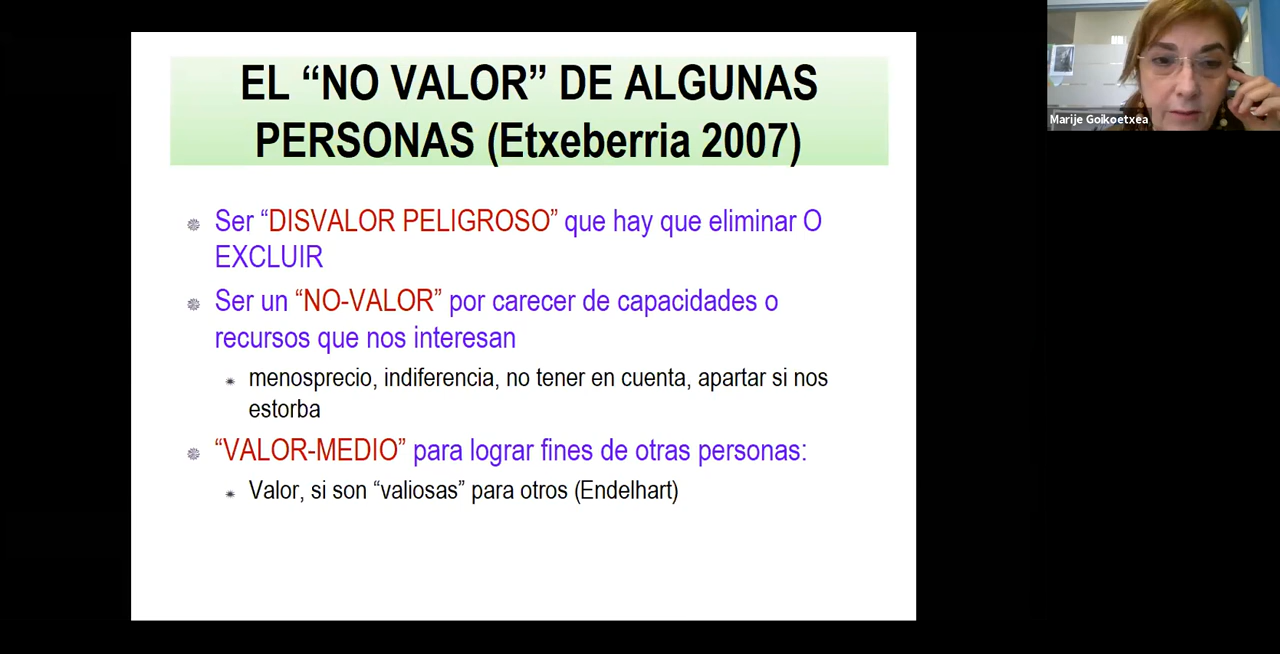 EL “NO VALOR” DE ALGUNAS
PERSONAS (Etxeberria 2007)
Ser “DISVALOR PELIGROSO” que hay que eliminar O
EXCLUIR
Ser un “NO-VALOR” por carecer de capacidades o
recursos que nos interesan
menosprecio, indiferencia, no tener en cuenta, apartar si nos
estorba
“VALOR-MEDIO” para lograr fines de otras personas:
Valor, si son “valiosas” para otros (Endelhart)
Marije Goikoetxea